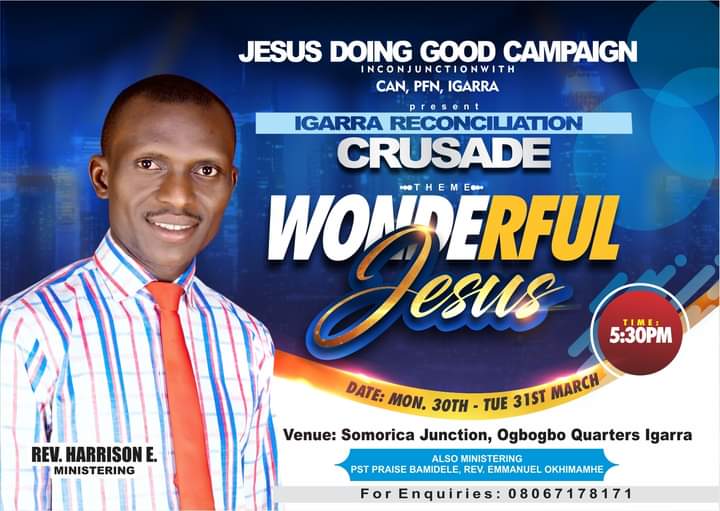 JESUS DOING GOOD CAMPAIGN
INCONJUNCTIONWITH
CAN, PFN, IGARRA
present
IGARRA RECONCILIATION
CRUSADE
THEME
WONDERFUL
Jesus
TIME:
5:30PM
DATE: MON. 30TH - TUE 31ST MARCH
Venue: Somorica Junction, Ogbogbo Quarters Igarra
REV. HARRISON E.
MINISTERING
ALSO MINISTERING
PST PRAISE BAMIDELE, REV. EMMANUEL OKHIMAMHE
For Enquiries: 08067178171